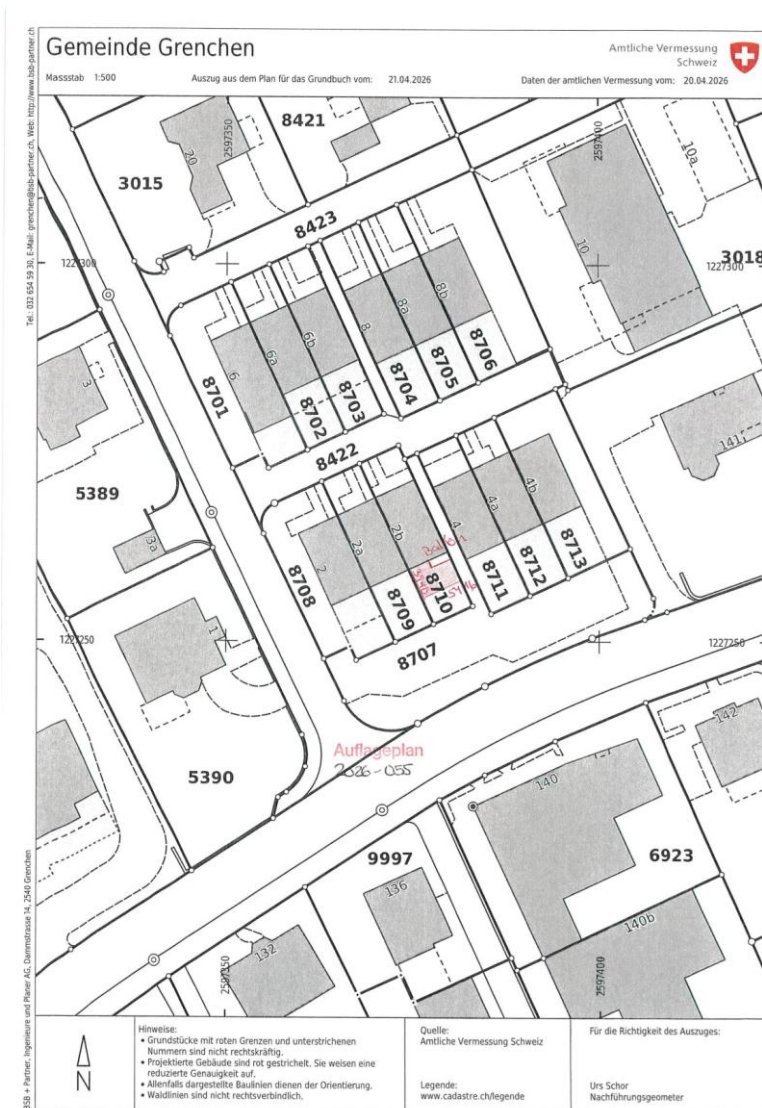 Gemeinde Grenchen
Amtliche Vermessung
Schweiz
Massstab 1:500
Auszug aus dem Plan für das Grundbuch vom: 21.04.2026
Daten der amtlichen Vermessung vom: 20.04.2026
Tel.: 032 654 59 30, E-Mail: grenchen@bsb-partner.ch, Web: http://www.bsb-partner.ch
8421
2597350
2597400
20
10a
3015
8423
10
3018
1227300
1227300
8b
8a
8
6b
6a
6
8706
8705
8704
8703
8702
8701
3
8422
141
5389
4b
4a
4
2b
2a
2
3a
Balkon
8713
8712
8711
8710
8709
8708
1
1227250
1227250
8707
142
Auflageplan
2026-055
140
5390
9997
6923
136
140b
132
2597350
2597400
BSB + Partner, Ingenieure und Planer AG, Dammstrasse 14, 2540 Grenchen
N
Hinweise:
• Grundstücke mit roten Grenzen und unterstrichenen
Nummern sind nicht rechtskräftig.
• Projektierte Gebäude sind rot gestrichelt. Sie weisen eine
reduzierte Genauigkeit auf.
• Allenfalls dargestellte Baulinien dienen der Orientierung.
• Waldlinien sind nicht rechtsverbindlich.
Quelle:
Amtliche Vermessung Schweiz
Legende:
www.cadastre.ch/legende
Für die Richtigkeit des Auszuges:
Urs Schor
Nachführungsgeometer